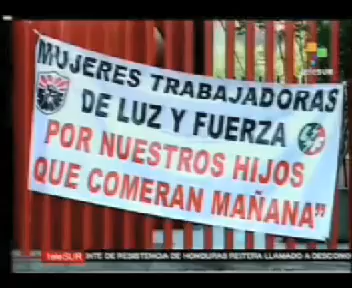 MUJERES TRABAJADORAS
DE LUZ Y FUERZA
POR NUESTROS HIJOS
QUE COMERAN MAÑANA"
teleSUR
teleSUR
NTE DE RESISTENCIA DE HONDURAS REITERA LLAMADO A DESCONO